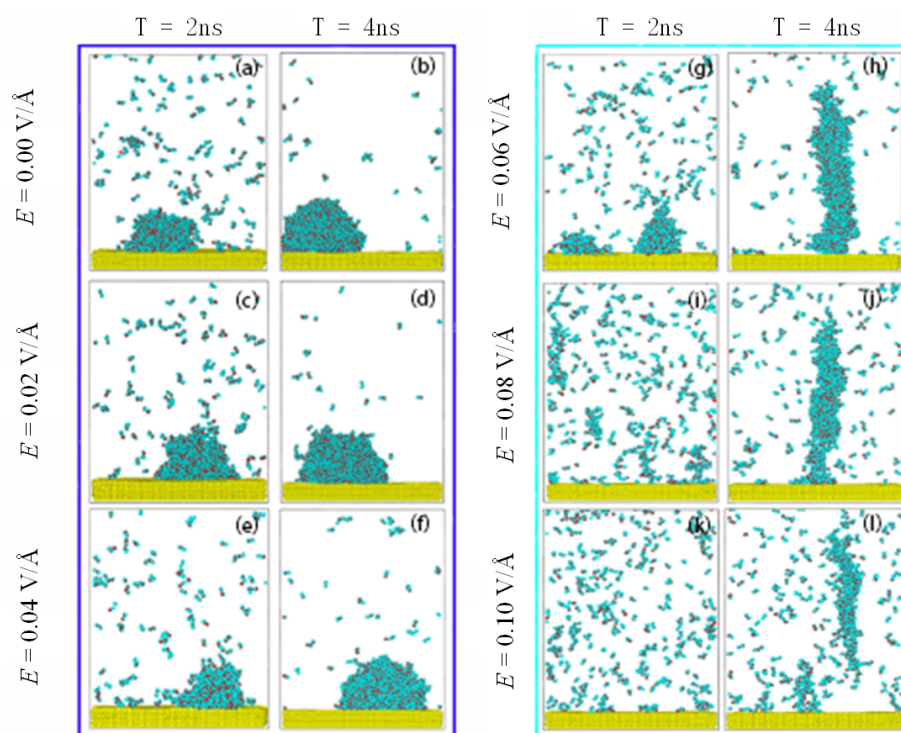 T = 2ns
T = 4ns
T = 2ns
T = 4ns
E = 0.00 V/Å
(a)
(b)
E = 0.06 V/Å
(g)
(h)
E = 0.02 V/Å
(c)
(d)
E = 0.08 V/Å
(i)
(j)
E = 0.04 V/Å
(e)
(f)
E = 0.10 V/Å
(k)
(l)